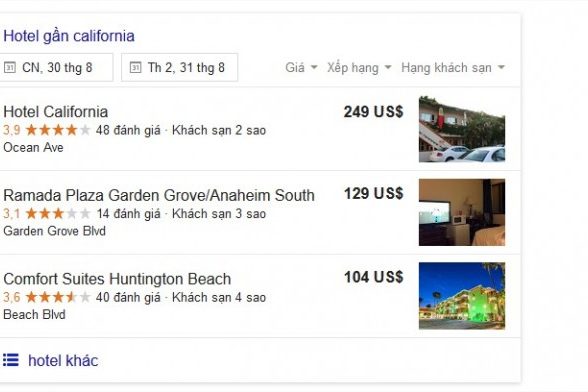 Hotel gần california
CN, 30 thg 8
Th 2, 31 thg 8
Giá
Xếp hạng
Hạng khách sạn
Hotel California
249 US$
3,9 48 đánh giá · Khách sạn 2 sao
Ocean Ave
Ramada Plaza Garden Grove/Anaheim South
129 US$
3,1 14 đánh giá · Khách sạn 3 sao
Garden Grove Blvd
Comfort Suites Huntington Beach
104 US$
3,6 40 đánh giá · Khách sạn 4 sao
Beach Blvd
hotel khác